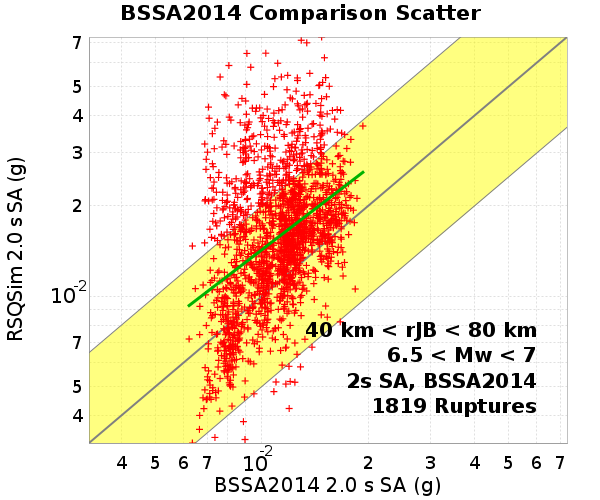 BSSA2014 Comparison Scatter
RSQSim 2.0 s SA (g)
7
5
4
3
2
10-2
7
5
4
40 km < rJB < 80 km
6.5 < Mw < 7
2s SA, BSSA2014
1819 Ruptures
4 5 6 7 10-2 2 3 4 5 6 7
BSSA2014 2.0 s SA (g)